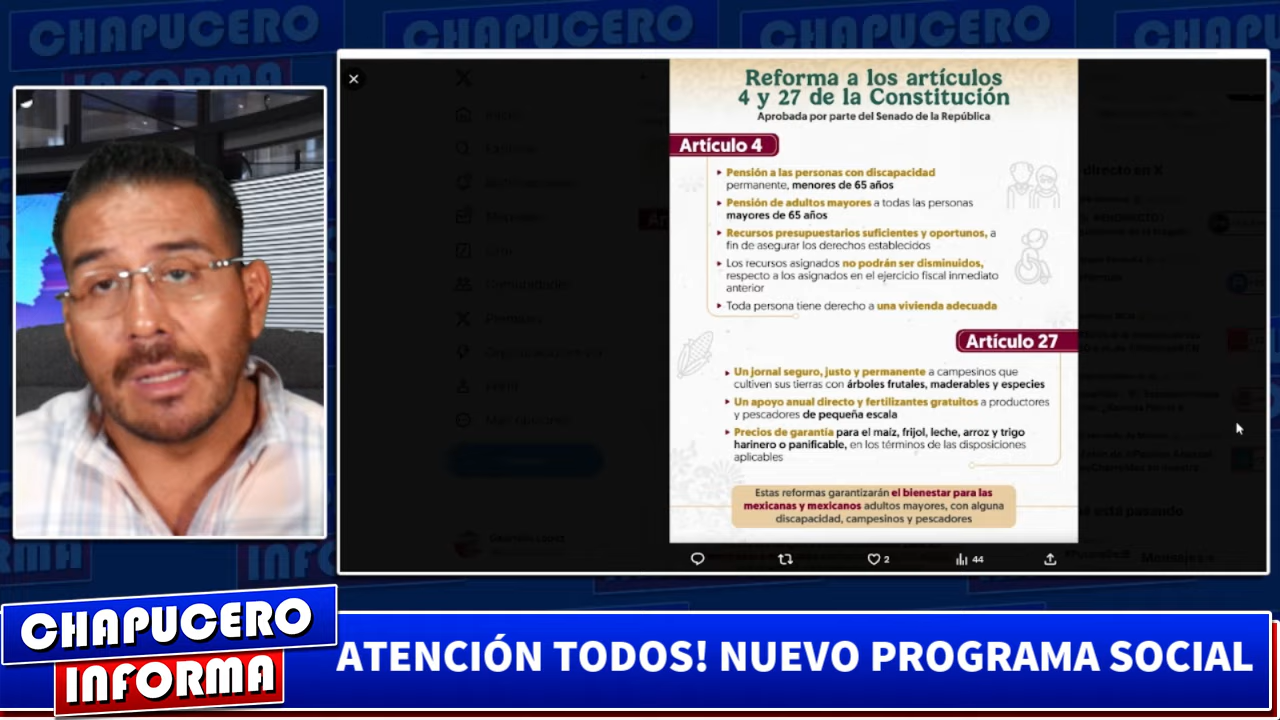 CHAPUCERO
CHAPUCERO
CHAPUCERO
CHAPUCERO
INFORMA
Reforma a los artículos
4 y 27 de la Constitución
Aprobada por parte del Senado de la República
Artículo 4
Pensión a las personas con discapacidad
permanente, menores de 65 años
Pensión de adultos mayores a todas las personas
mayores de 65 años
Recursos presupuestarios suficientes y oportunos, a
fin de asegurar los derechos establecidos
Los recursos asignados no podrán ser disminuidos,
respecto a los asignados en el ejercicio fiscal inmediato
anterior
Toda persona tiene derecho a una vivienda adecuada
Artículo 27
Un jornal seguro, justo y permanente a campesinos que
cultiven sus tierras con árboles frutales, maderables y especies
Un apoyo anual directo y fertilizantes gratuitos a productores
y pescadores de pequeña escala
Precios de garantía para el maíz, frijol, leche, arroz y trigo
harinero o panificable, en los términos de las disposiciones
aplicables
Estas reformas garantizarán el bienestar para las
mexicanas y mexicanos adultos mayores, con alguna
discapacidad, campesinos y pescadores
2
44
CHAPUCERO
INFORMA
ATENCIÓN TODOS! NUEVO PROGRAMA SOCIAL